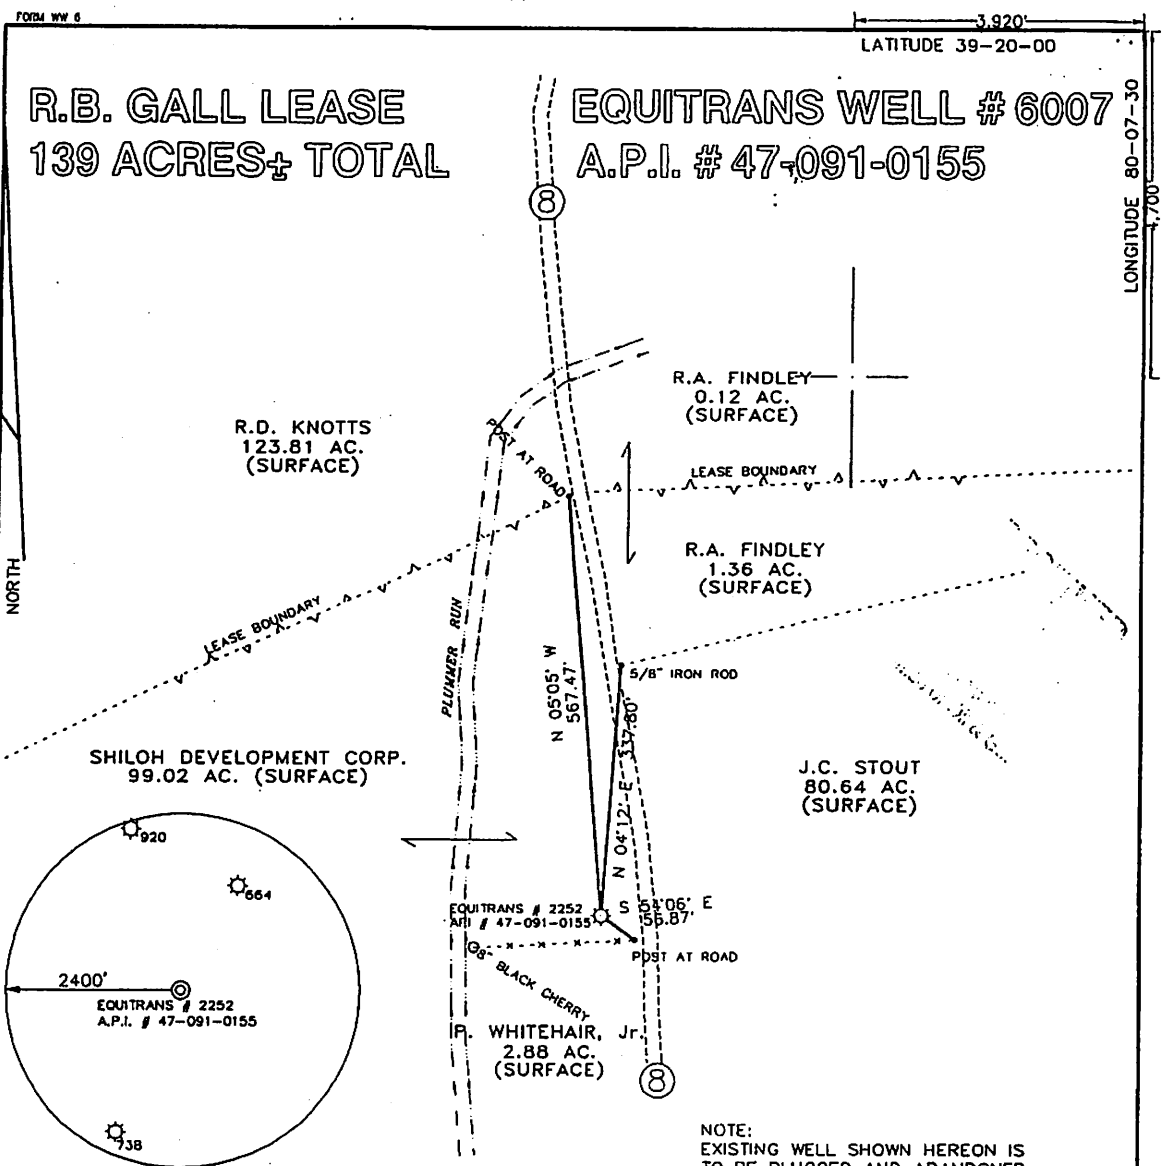 FORM WW 6
3,920'
LATITUDE 39-20-00
R.B. GALL LEASE
139 ACRES± TOTAL
EQUITRANS WELL # 6007
A.P.I. # 47-091-0155
LONGITUDE 80-07-30
4,700'
8
R.A. FINDLEY
0.12 AC.
(SURFACE)
R.D. KNOTTS
123.81 AC.
(SURFACE)
POST AT ROAD
LEASE BOUNDARY
R.A. FINDLEY
1.36 AC.
(SURFACE)
NORTH
LEASE BOUNDARY
PLUMMER RUN
N 05°05' W
567.47'
5/8" IRON ROD
N 04°12' E 337.80'
SHILOH DEVELOPMENT CORP.
99.02 AC. (SURFACE)
J.C. STOUT
80.64 AC.
(SURFACE)
920
664
EQUITRANS # 2252
API # 47-091-0155
S 54°06' E
56.87'
POST AT ROAD
8" BLACK CHERRY
2400'
EQUITRANS # 2252
A.P.I. # 47-091-0155
P. WHITEHAIR, Jr.
2.88 AC.
(SURFACE)
8
738
NOTE:
EXISTING WELL SHOWN HEREON IS
TO BE PLUGGED AND ABANDONED